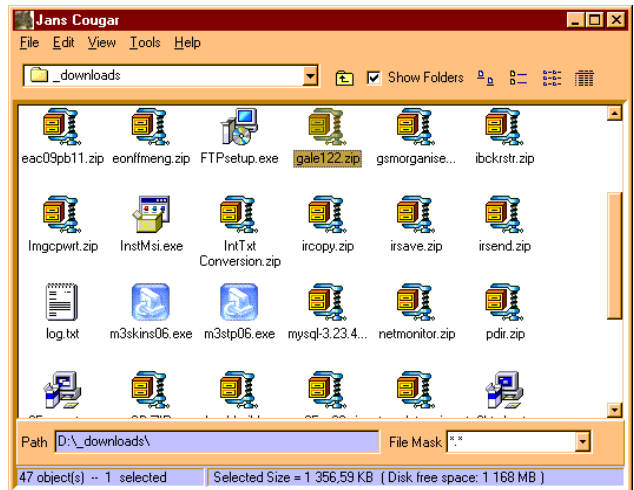 Jans Cougar
File Edit View Tools Help
_downloads Show Folders
eac09pb11.zip eonffmeng.zip FTPsetup.exe gale122.zip gsmorganise... ibckrstr.zip
Imgcpwrt.zip InstMsi.exe IntTxt Conversion.zip ircopy.zip irsave.zip irsend.zip
log.txt m3skins06.exe m3stp06.exe mysql-3.23.4... netmonitor.zip pdir.zip
Path D:\_downloads\ File Mask *.*
47 object(s) -- 1 selected Selected Size = 1 356,59 KB ( Disk free space: 1 168 MB )